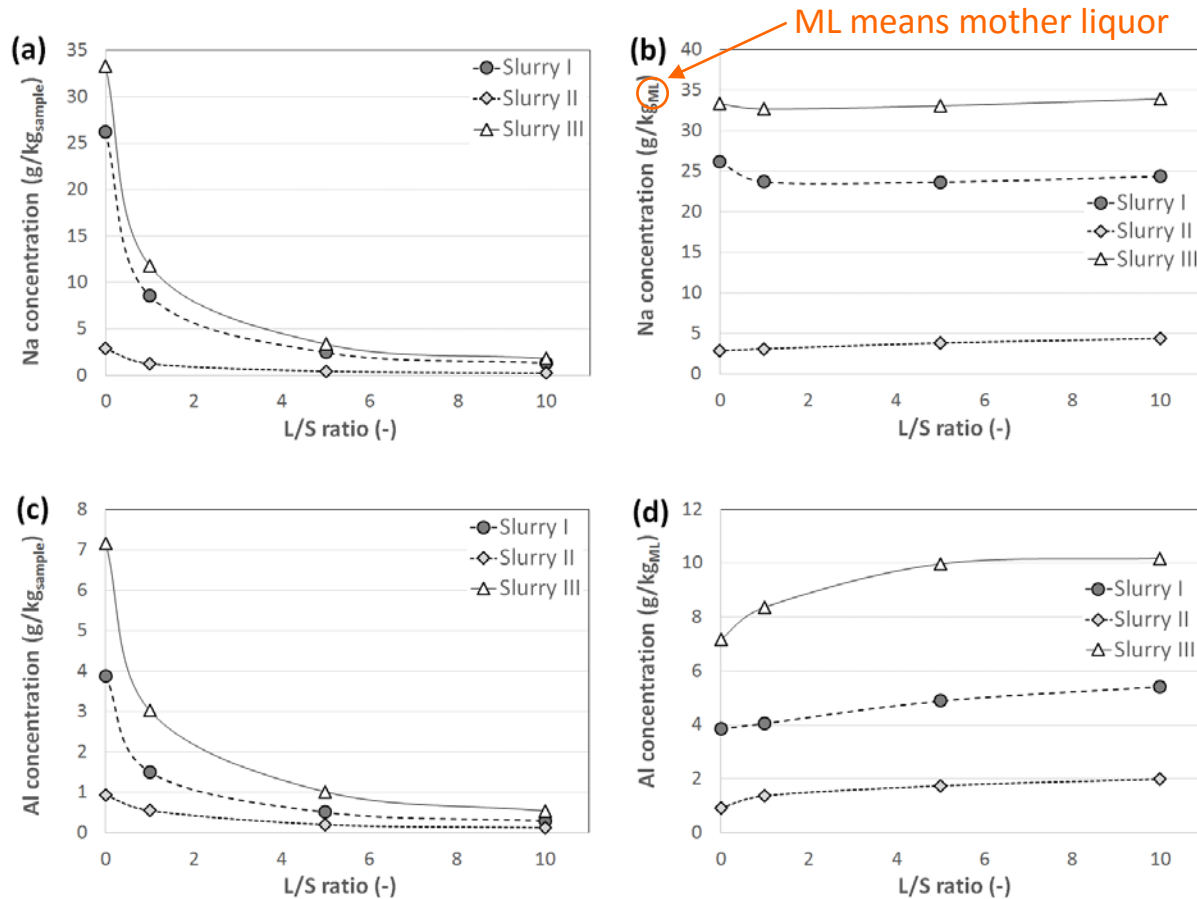 ML means mother liquor
(a)
Na concentration (g/kgsample)
35
30
25
20
15
10
5
0
0 2 4 6 8 10
L/S ratio (-)
Slurry I
Slurry II
Slurry III
(b)
Na concentration (g/kgML)
40
35
30
25
20
15
10
5
0
0 2 4 6 8 10
L/S ratio (-)
Slurry I
Slurry II
Slurry III
(c)
Al concentration (g/kgsample)
8
7
6
5
4
3
2
1
0
0 2 4 6 8 10
L/S ratio (-)
Slurry I
Slurry II
Slurry III
(d)
Al concentration (g/kgML)
12
10
8
6
4
2
0
0 2 4 6 8 10
L/S ratio (-)
Slurry I
Slurry II
Slurry III